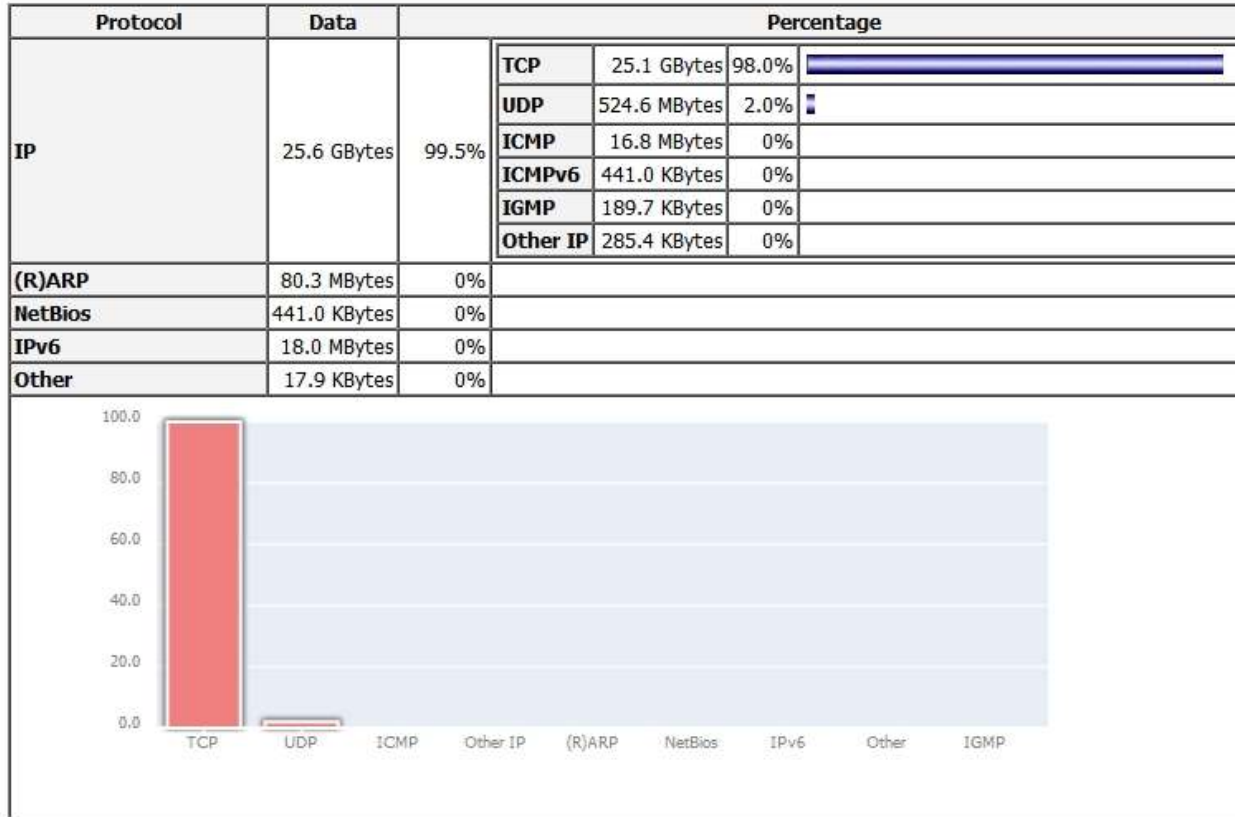 Protocol Data Percentage
IP 25.6 GBytes 99.5%
TCP 25.1 GBytes 98.0%
UDP 524.6 MBytes 2.0%
ICMP 16.8 MBytes 0%
ICMPv6 441.0 KBytes 0%
IGMP 189.7 KBytes 0%
Other IP 285.4 KBytes 0%
(R)ARP 80.3 MBytes 0%
NetBios 441.0 KBytes 0%
IPv6 18.0 MBytes 0%
Other 17.9 KBytes 0%
100.0
80.0
60.0
40.0
20.0
0.0
TCP UDP ICMP Other IP (R)ARP NetBios IPv6 Other IGMP